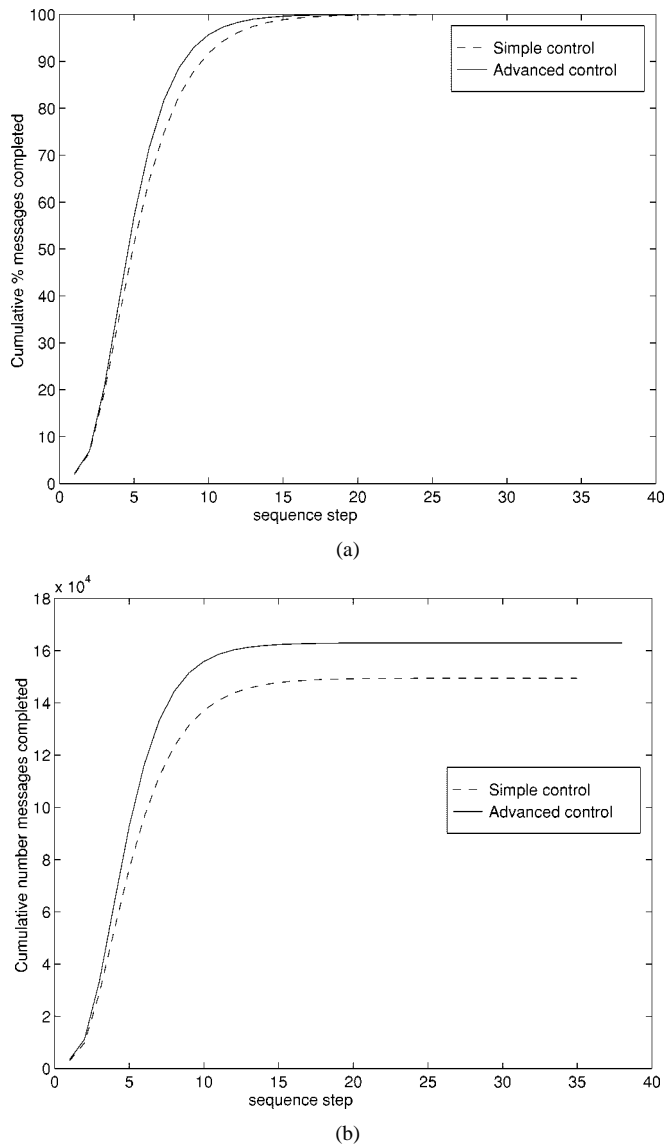 100
90
80
70
60
50
40
30
20
10
0
Cumulative % messages completed
Simple control
Advanced control
0 5 10 15 20 25 30 35 40
sequence step
(a)
x 10^4
18
16
14
12
10
8
6
4
2
0
Cumulative number messages completed
Simple control
Advanced control
0 5 10 15 20 25 30 35 40
sequence step
(b)